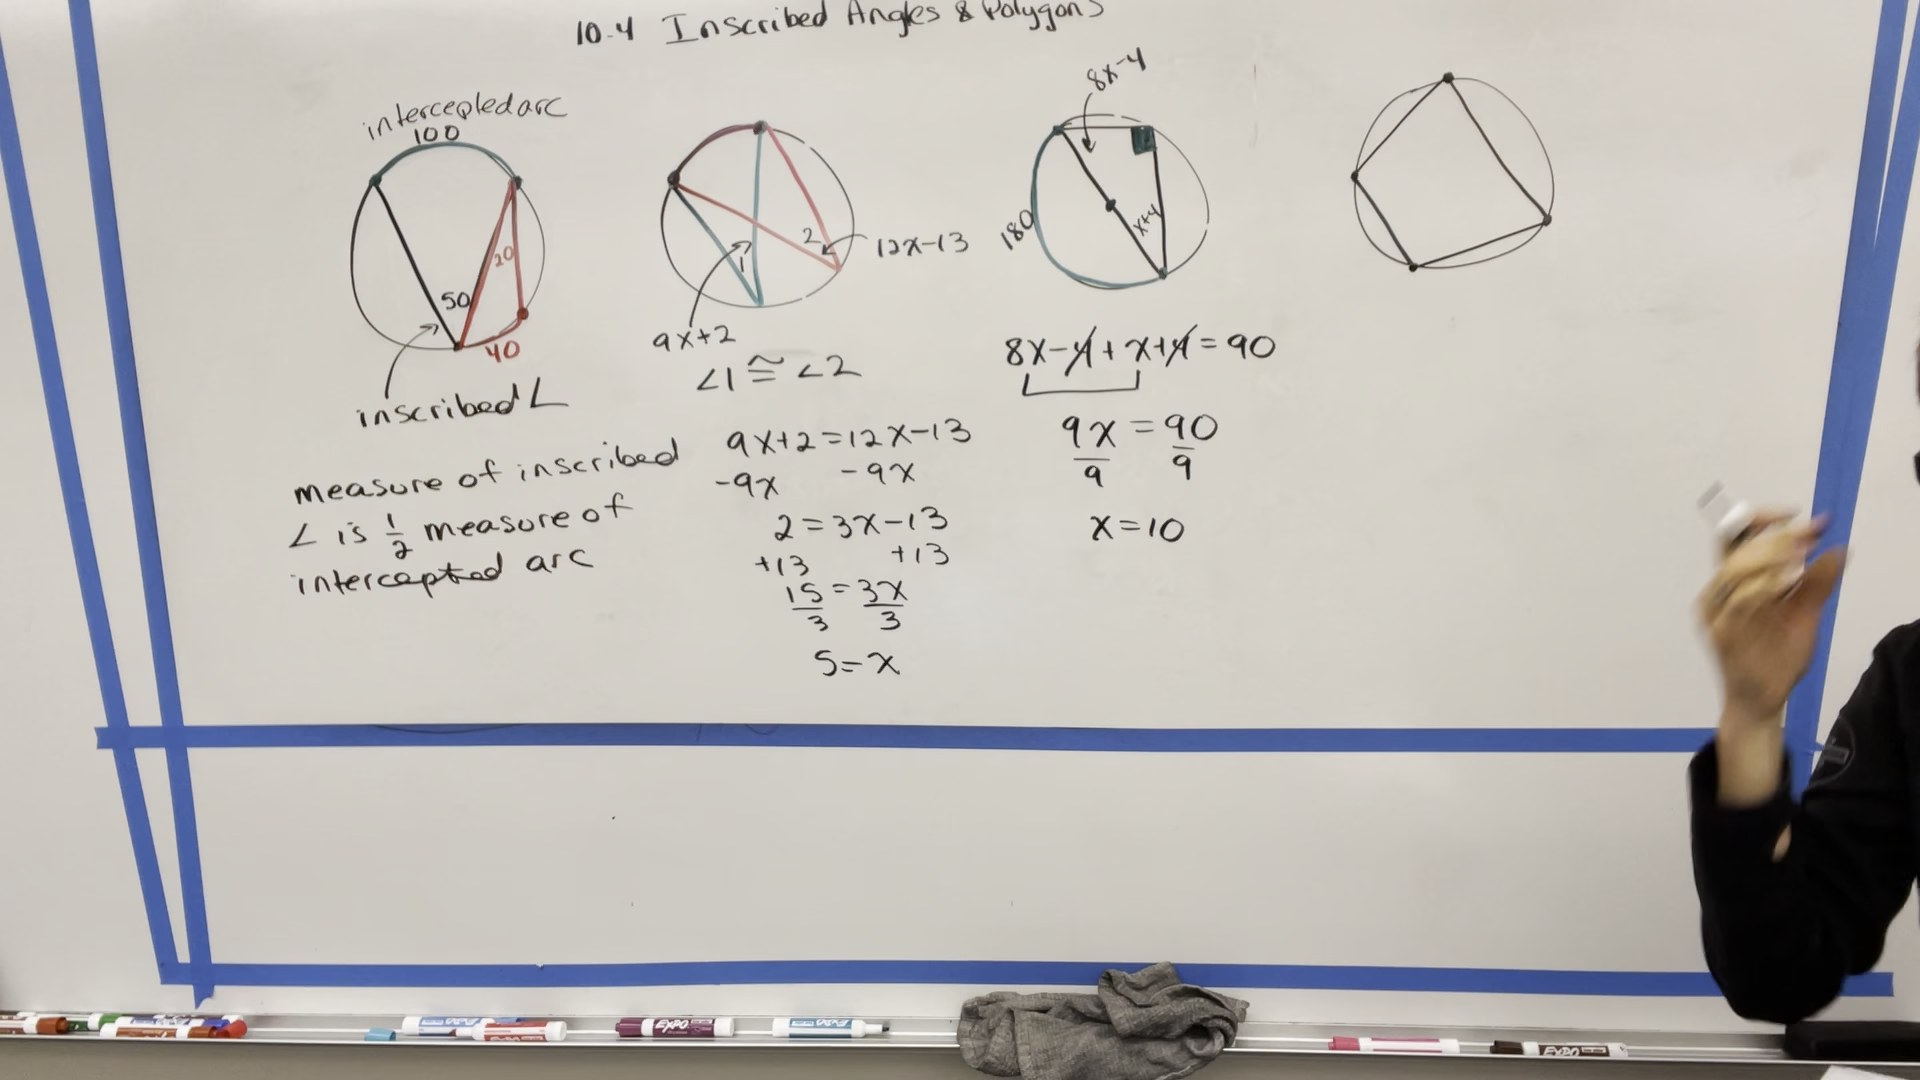 10.4 Inscribed Angles & Polygons
intercepted arc
100
50
20
40
inscribed ∠
measure of inscribed
∠ is 1/2 measure of
intercepted arc
1
2
12x-13
9x+2
∠1 ≅ ∠2
9x+2=12x-13
-9x -9x
2=3x-13
+13 +13
15/3 = 3x/3
5=x
8x-4
180
x+4
8x-4+x+4=90
9x/9 = 90/9
x=10
EXPO
EXPO